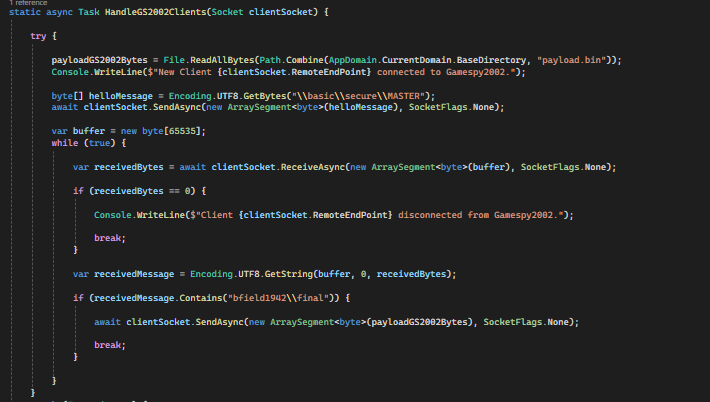 1 reference
static async Task HandleGS2002Clients(Socket clientSocket) {
try {
payloadGS2002Bytes = File.ReadAllBytes(Path.Combine(AppDomain.CurrentDomain.BaseDirectory, "payload.bin"));
Console.WriteLine($"New Client {clientSocket.RemoteEndPoint} connected to Gamespy2002.");
byte[] helloMessage = Encoding.UTF8.GetBytes("\\basic\\secure\\MASTER");
await clientSocket.SendAsync(new ArraySegment<byte>(helloMessage), SocketFlags.None);
var buffer = new byte[65535];
while (true) {
var receivedBytes = await clientSocket.ReceiveAsync(new ArraySegment<byte>(buffer), SocketFlags.None);
if (receivedBytes == 0) {
Console.WriteLine($"Client {clientSocket.RemoteEndPoint} disconnected from Gamespy2002.");
break;
}
var receivedMessage = Encoding.UTF8.GetString(buffer, 0, receivedBytes);
if (receivedMessage.Contains("bfield1942\\final")) {
await clientSocket.SendAsync(new ArraySegment<byte>(payloadGS2002Bytes), SocketFlags.None);
break;
}
}
}